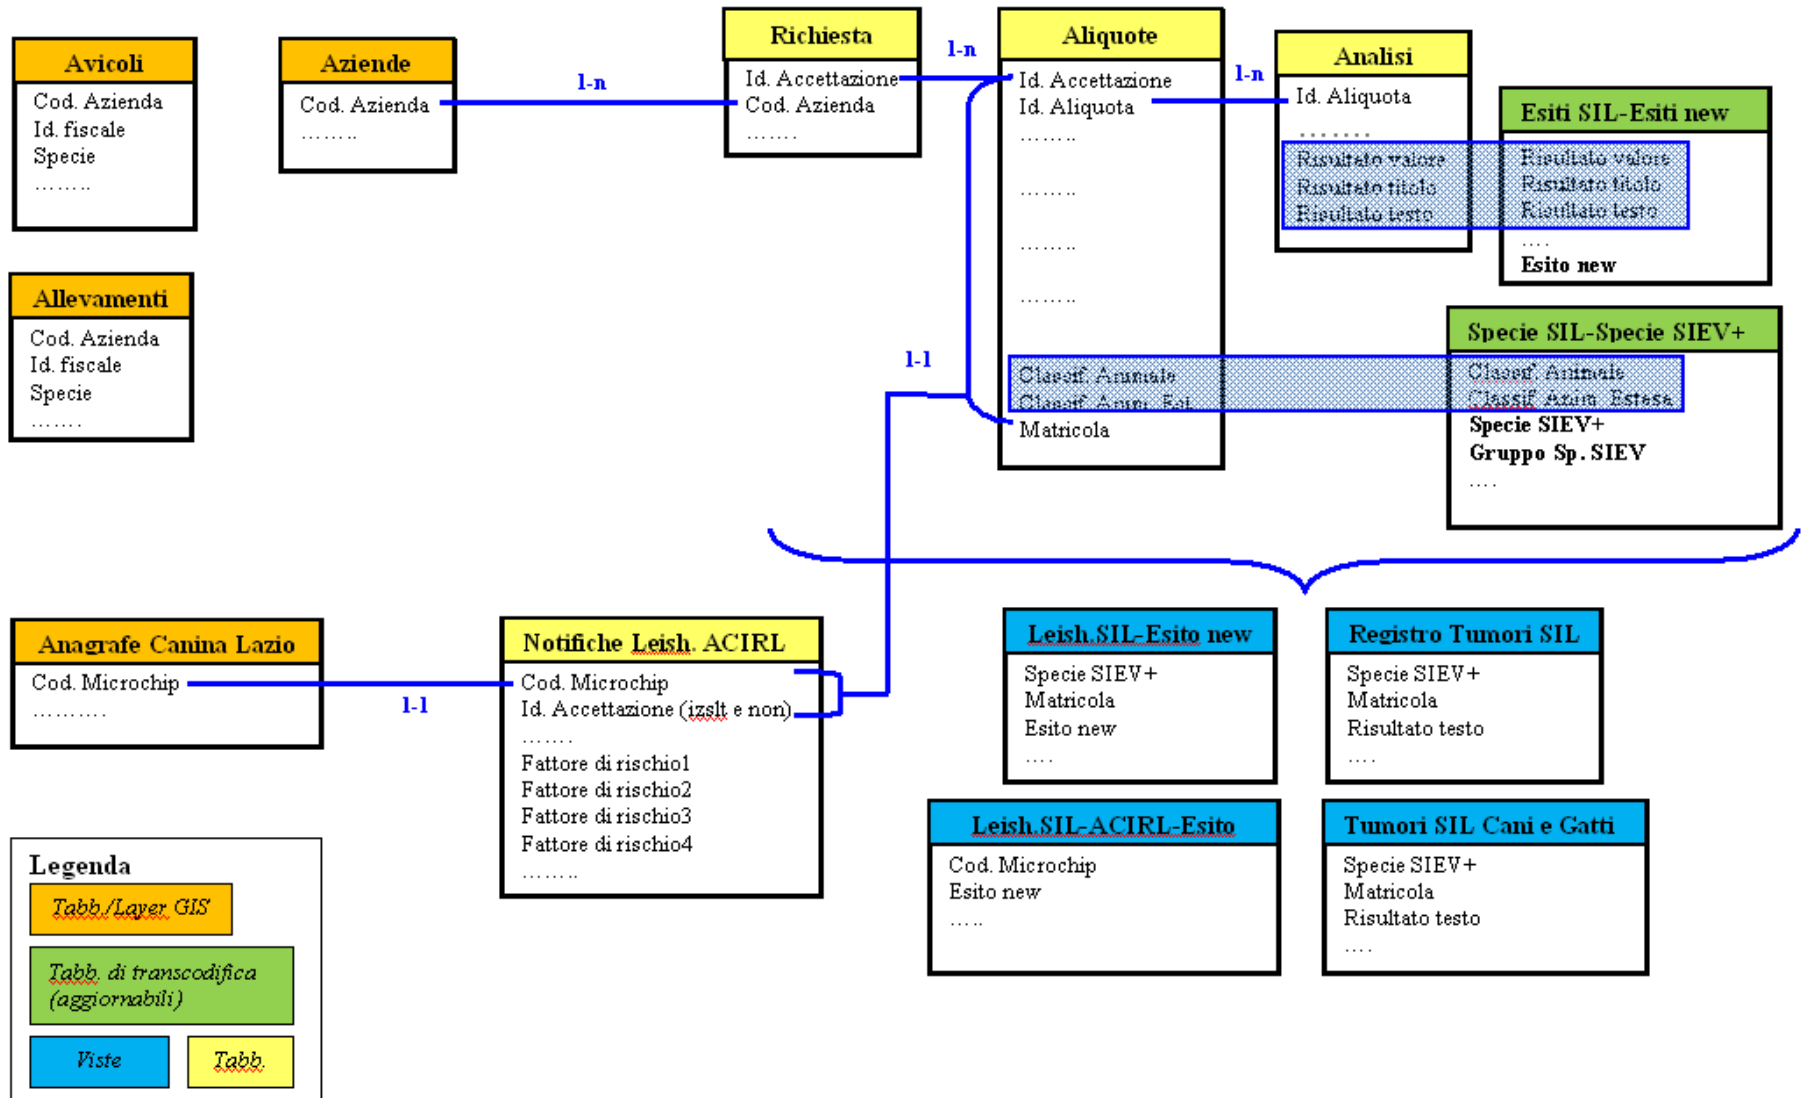 Avicoli
Cod. Azienda
Id. fiscale
Specie
........
Aziende
Cod. Azienda
........
1-n
Richiesta
Id. Accettazione
Cod. Azienda
.......
1-n
Aliquote
Id. Accettazione
Id. Aliquota
........
........
........
........
Classif. Animale
Classif. Anim. Est.
Matricola
1-n
Analisi
Id. Aliquota
.......
Risultato valore
Risultato titolo
Risultato testo
Esiti SIL-Esiti new
Risultato valore
Risultato titolo
Risultato testo
....
Esito new
Allevamenti
Cod. Azienda
Id. fiscale
Specie
.......
1-1
Specie SIL-Specie SIEV+
Classif. Animale
Classif. Anim. Estesa
Specie SIEV+
Gruppo Sp. SIEV
....
Anagrafe Canina Lazio
Cod. Microchip
..........
1-1
Notifiche Leish. ACIRL
Cod. Microchip
Id. Accettazione (izslt e non)
.......
Fattore di rischio1
Fattore di rischio2
Fattore di rischio3
Fattore di rischio4
........
Leish.SIL-Esito new
Specie SIEV+
Matricola
Esito new
....
Registro Tumori SIL
Specie SIEV+
Matricola
Risultato testo
....
Leish.SIL-ACIRL-Esito
Cod. Microchip
Esito new
.....
Tumori SIL Cani e Gatti
Specie SIEV+
Matricola
Risultato testo
....
Legenda
Tabb./Layer GIS
Tabb. di transcodifica
(aggiornabili)
Viste
Tabb.